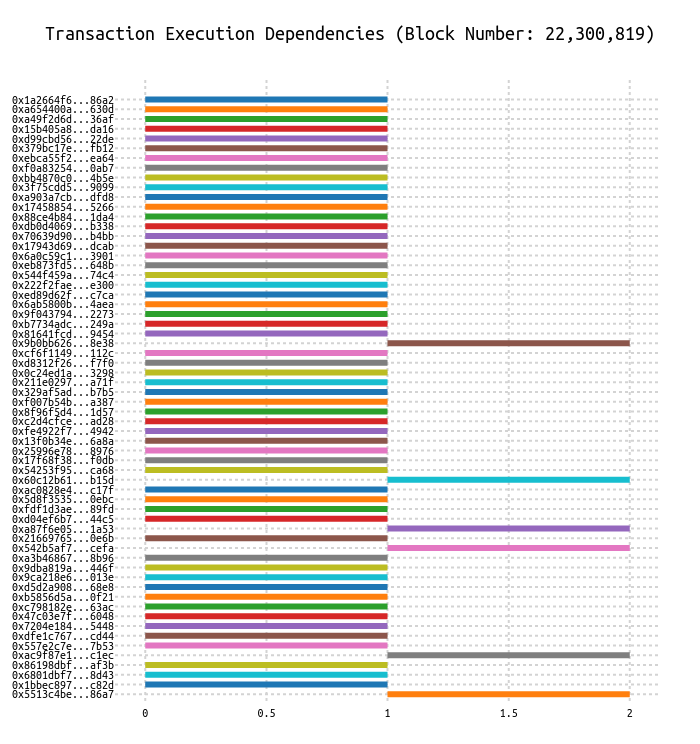 Transaction Execution Dependencies (Block Number: 22,300,819)
0x1a2664f6...86a2
0xa654400a...630d
0xa49f2d6d...36af
0x15b405a8...da16
0xd99cbd56...22de
0x379bc17e...fb12
0xebca55f2...ea64
0xf0a83254...0ab7
0xbb4870c0...4b5e
0x3f75cdd5...9099
0xa903a7cb...dfd8
0x17458854...5266
0x88ce4b84...1da4
0xdb0d4069...b338
0x70639d90...b4bb
0x17943d69...dcab
0x6a0c59c1...3901
0xeb873fd5...648b
0x544f459a...74c4
0x222f2fae...e300
0xed89d62f...c7ca
0x6ab5800b...4aea
0x9f043794...2273
0xb7734adc...249a
0x81641fcd...9454
0x9b0bb626...8e38
0xcf6f1149...112c
0xd8312f26...f7f0
0x0c24ed1a...3298
0x211e0297...a71f
0x329af5ad...b7b5
0xf007b54b...a387
0x8f96f5d4...1d57
0xc2d4cfce...ad28
0xfe4922f7...4942
0x13f0b34e...6a8a
0x25996e78...8976
0x17f68f38...f0db
0x54253f95...ca68
0x60c12b61...b15d
0xac0828e4...c17f
0x5d8f3535...0ebc
0xfdf1d3ae...89fd
0xd04ef6b7...44c5
0xa87f6e05...1a53
0x21669765...0e6b
0x542b5af7...cefa
0xa3b46867...8b96
0x9dba819a...446f
0x9ca218e6...013e
0xd5d2a908...68e8
0xb5856d5a...0f21
0xc798182e...63ac
0x47c03e7f...6048
0x7204e184...5448
0xdfe1c767...cd44
0x557e2c7e...7b53
0xac9f87e1...c1ec
0x86198dbf...af3b
0x6801dbf7...8d43
0x1bbec897...c82d
0x5513c4be...86a7
0 0.5 1 1.5 2